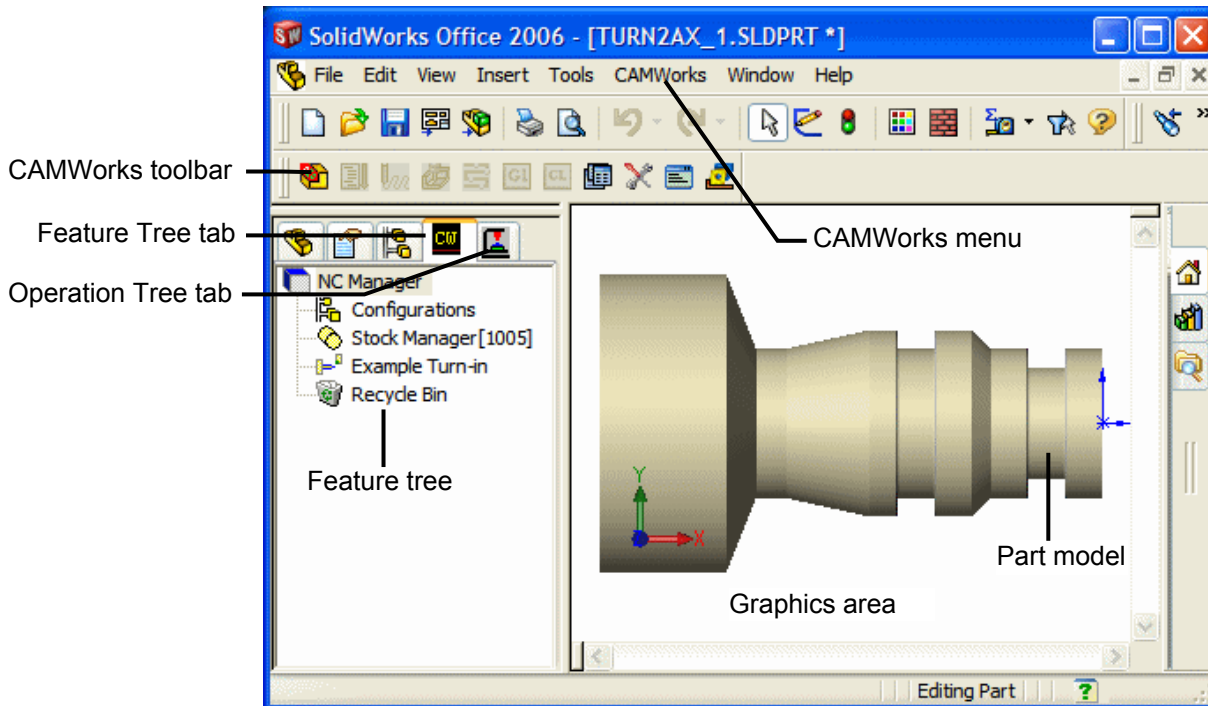 SolidWorks Office 2006 - [TURN2AX_1.SLDPRT *]
File Edit View Insert Tools CAMWorks Window Help
CAMWorks toolbar
Feature Tree tab
CW
CAMWorks menu
Operation Tree tab
NC Manager
Configurations
Stock Manager[1005]
Example Turn-in
Recycle Bin
Feature tree
Y
X
Part model
Graphics area
Editing Part